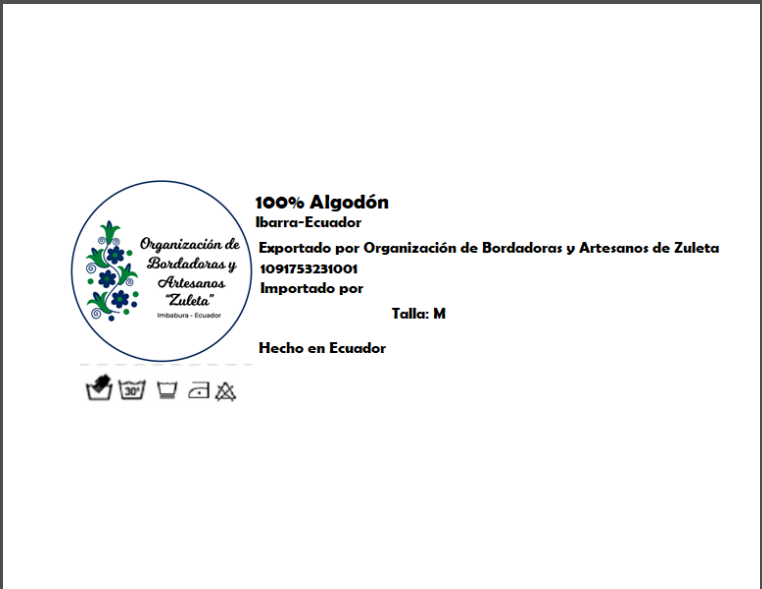 Organización de
Bordadoras y
Artesanos
"Zuleta"
Imbabura - Ecuador
100% Algodón
Ibarra-Ecuador
Exportado por Organización de Bordadoras y Artesanos de Zuleta
1091753231001
Importado por
Talla: M
Hecho en Ecuador
30°